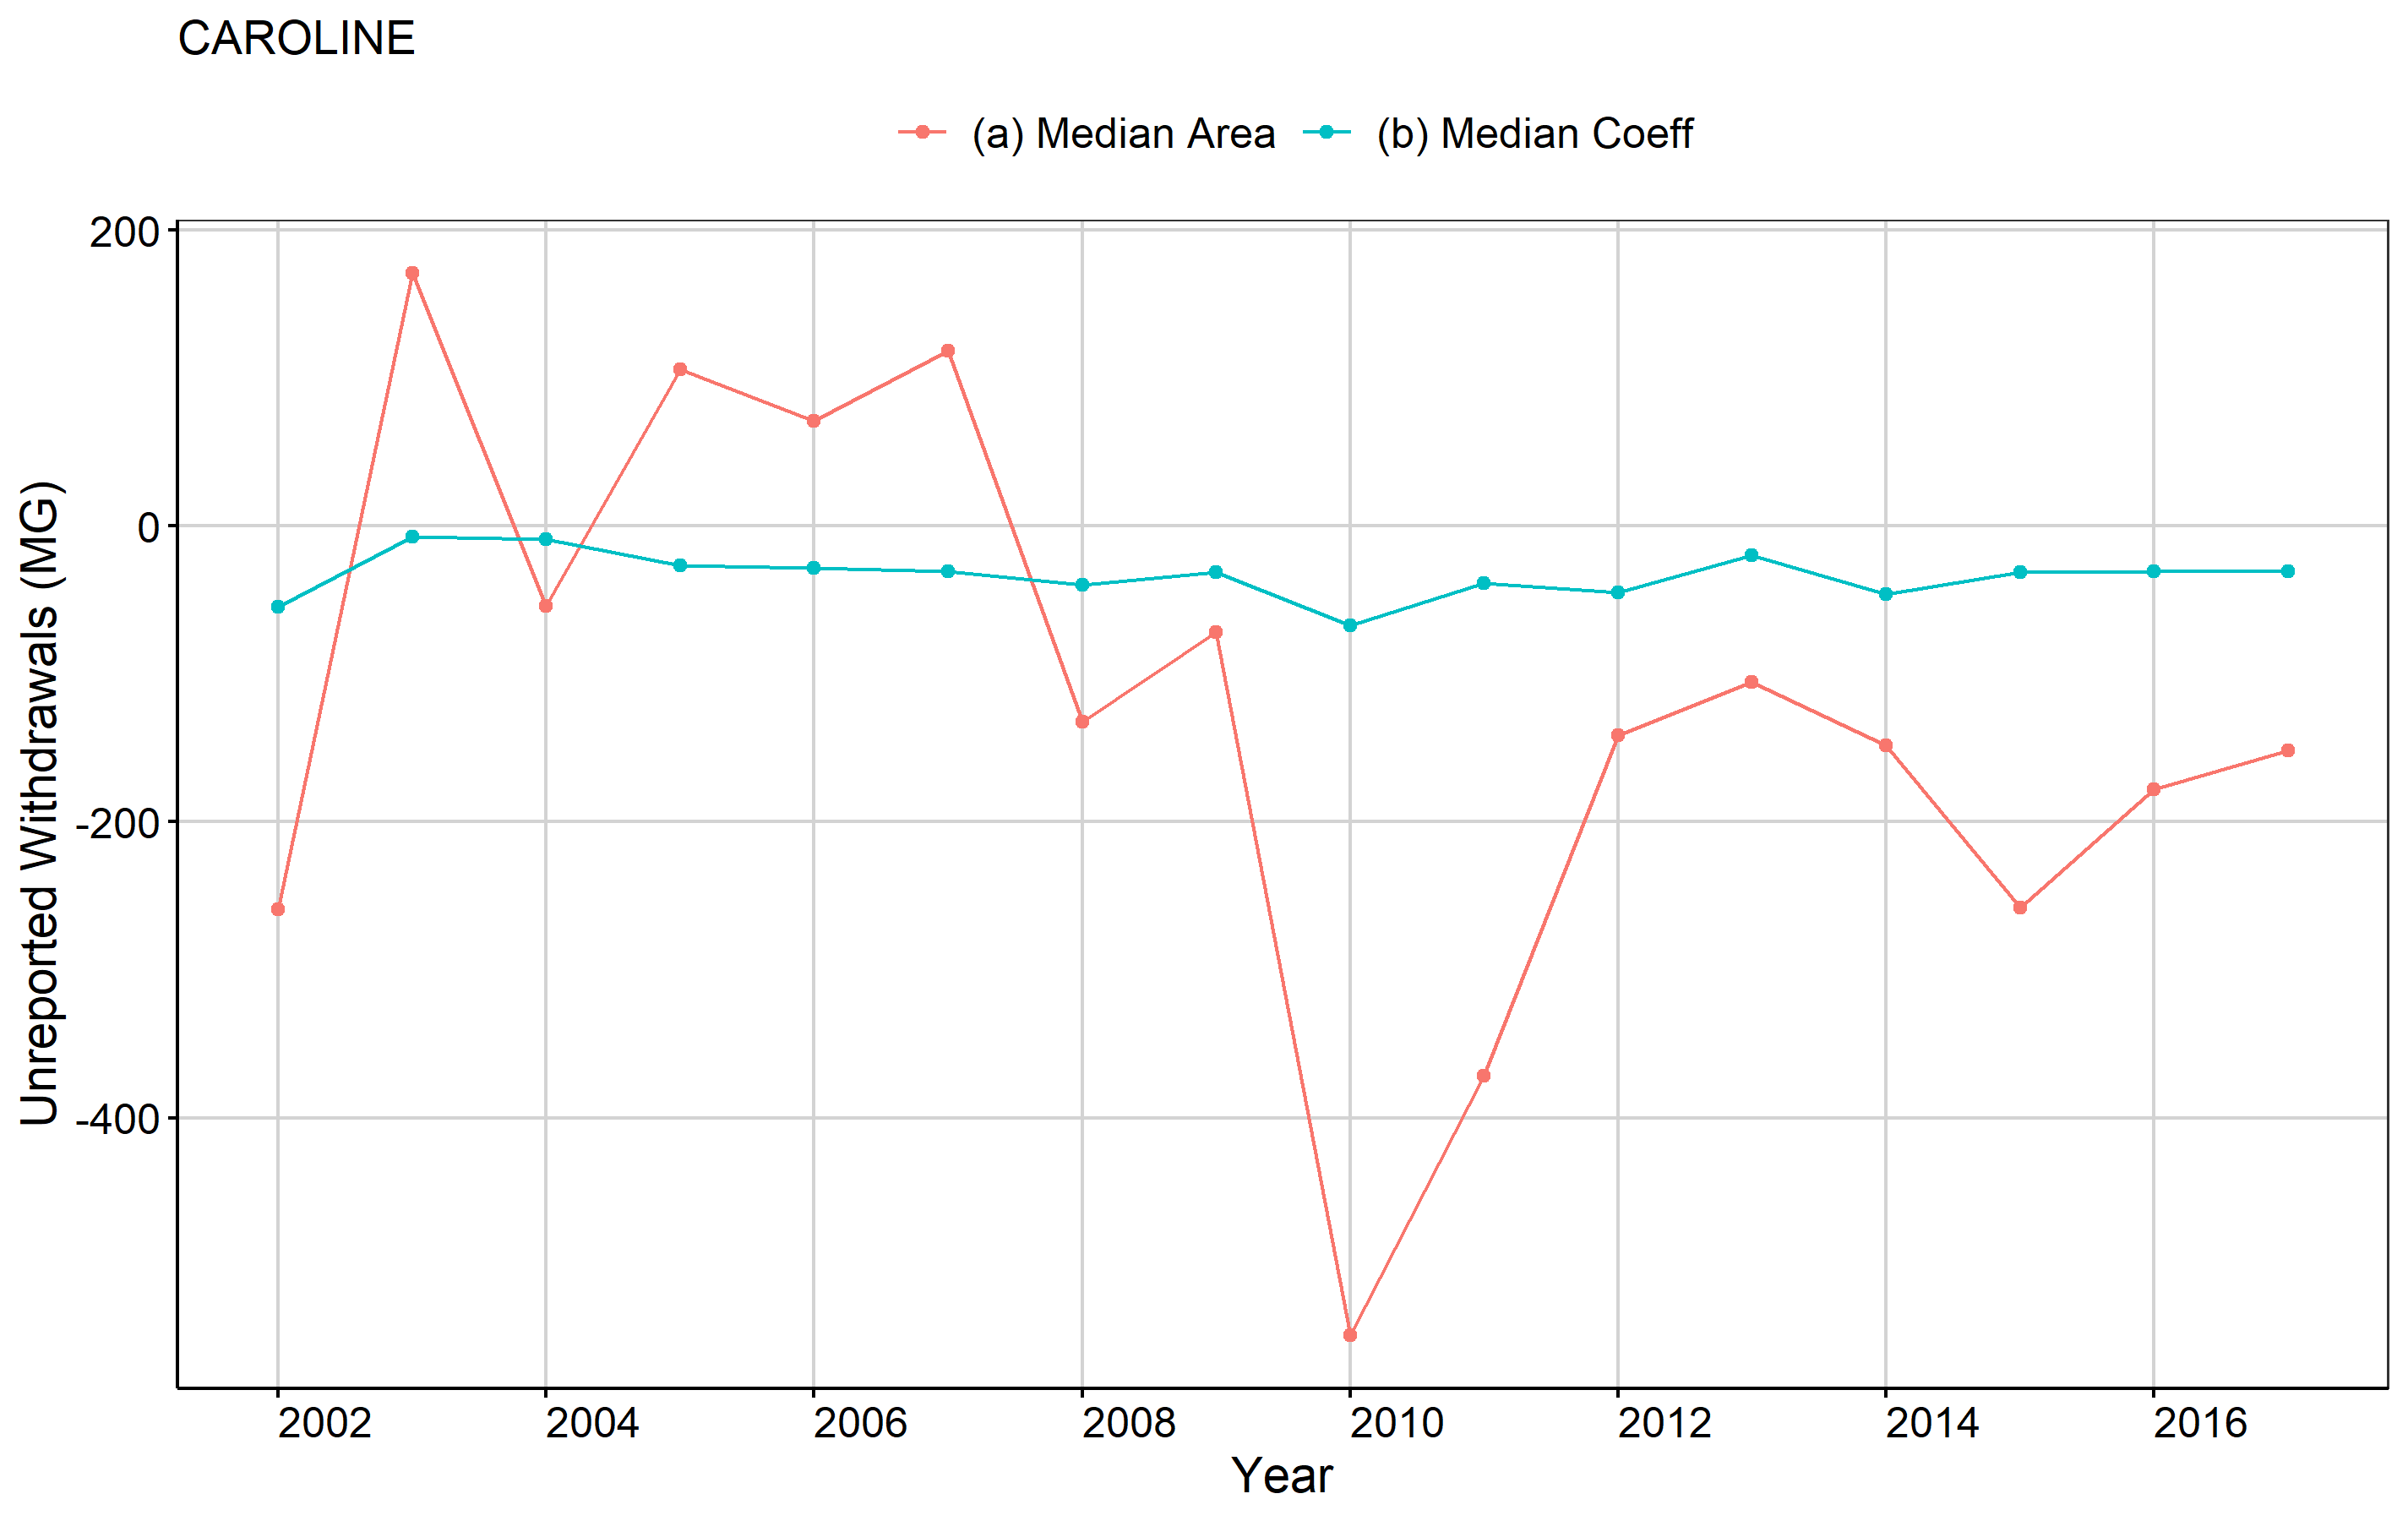 CAROLINE
(a) Median Area (b) Median Coeff
200
0
-200
-400
Unreported Withdrawals (MG)
2002 2004 2006 2008 2010 2012 2014 2016
Year